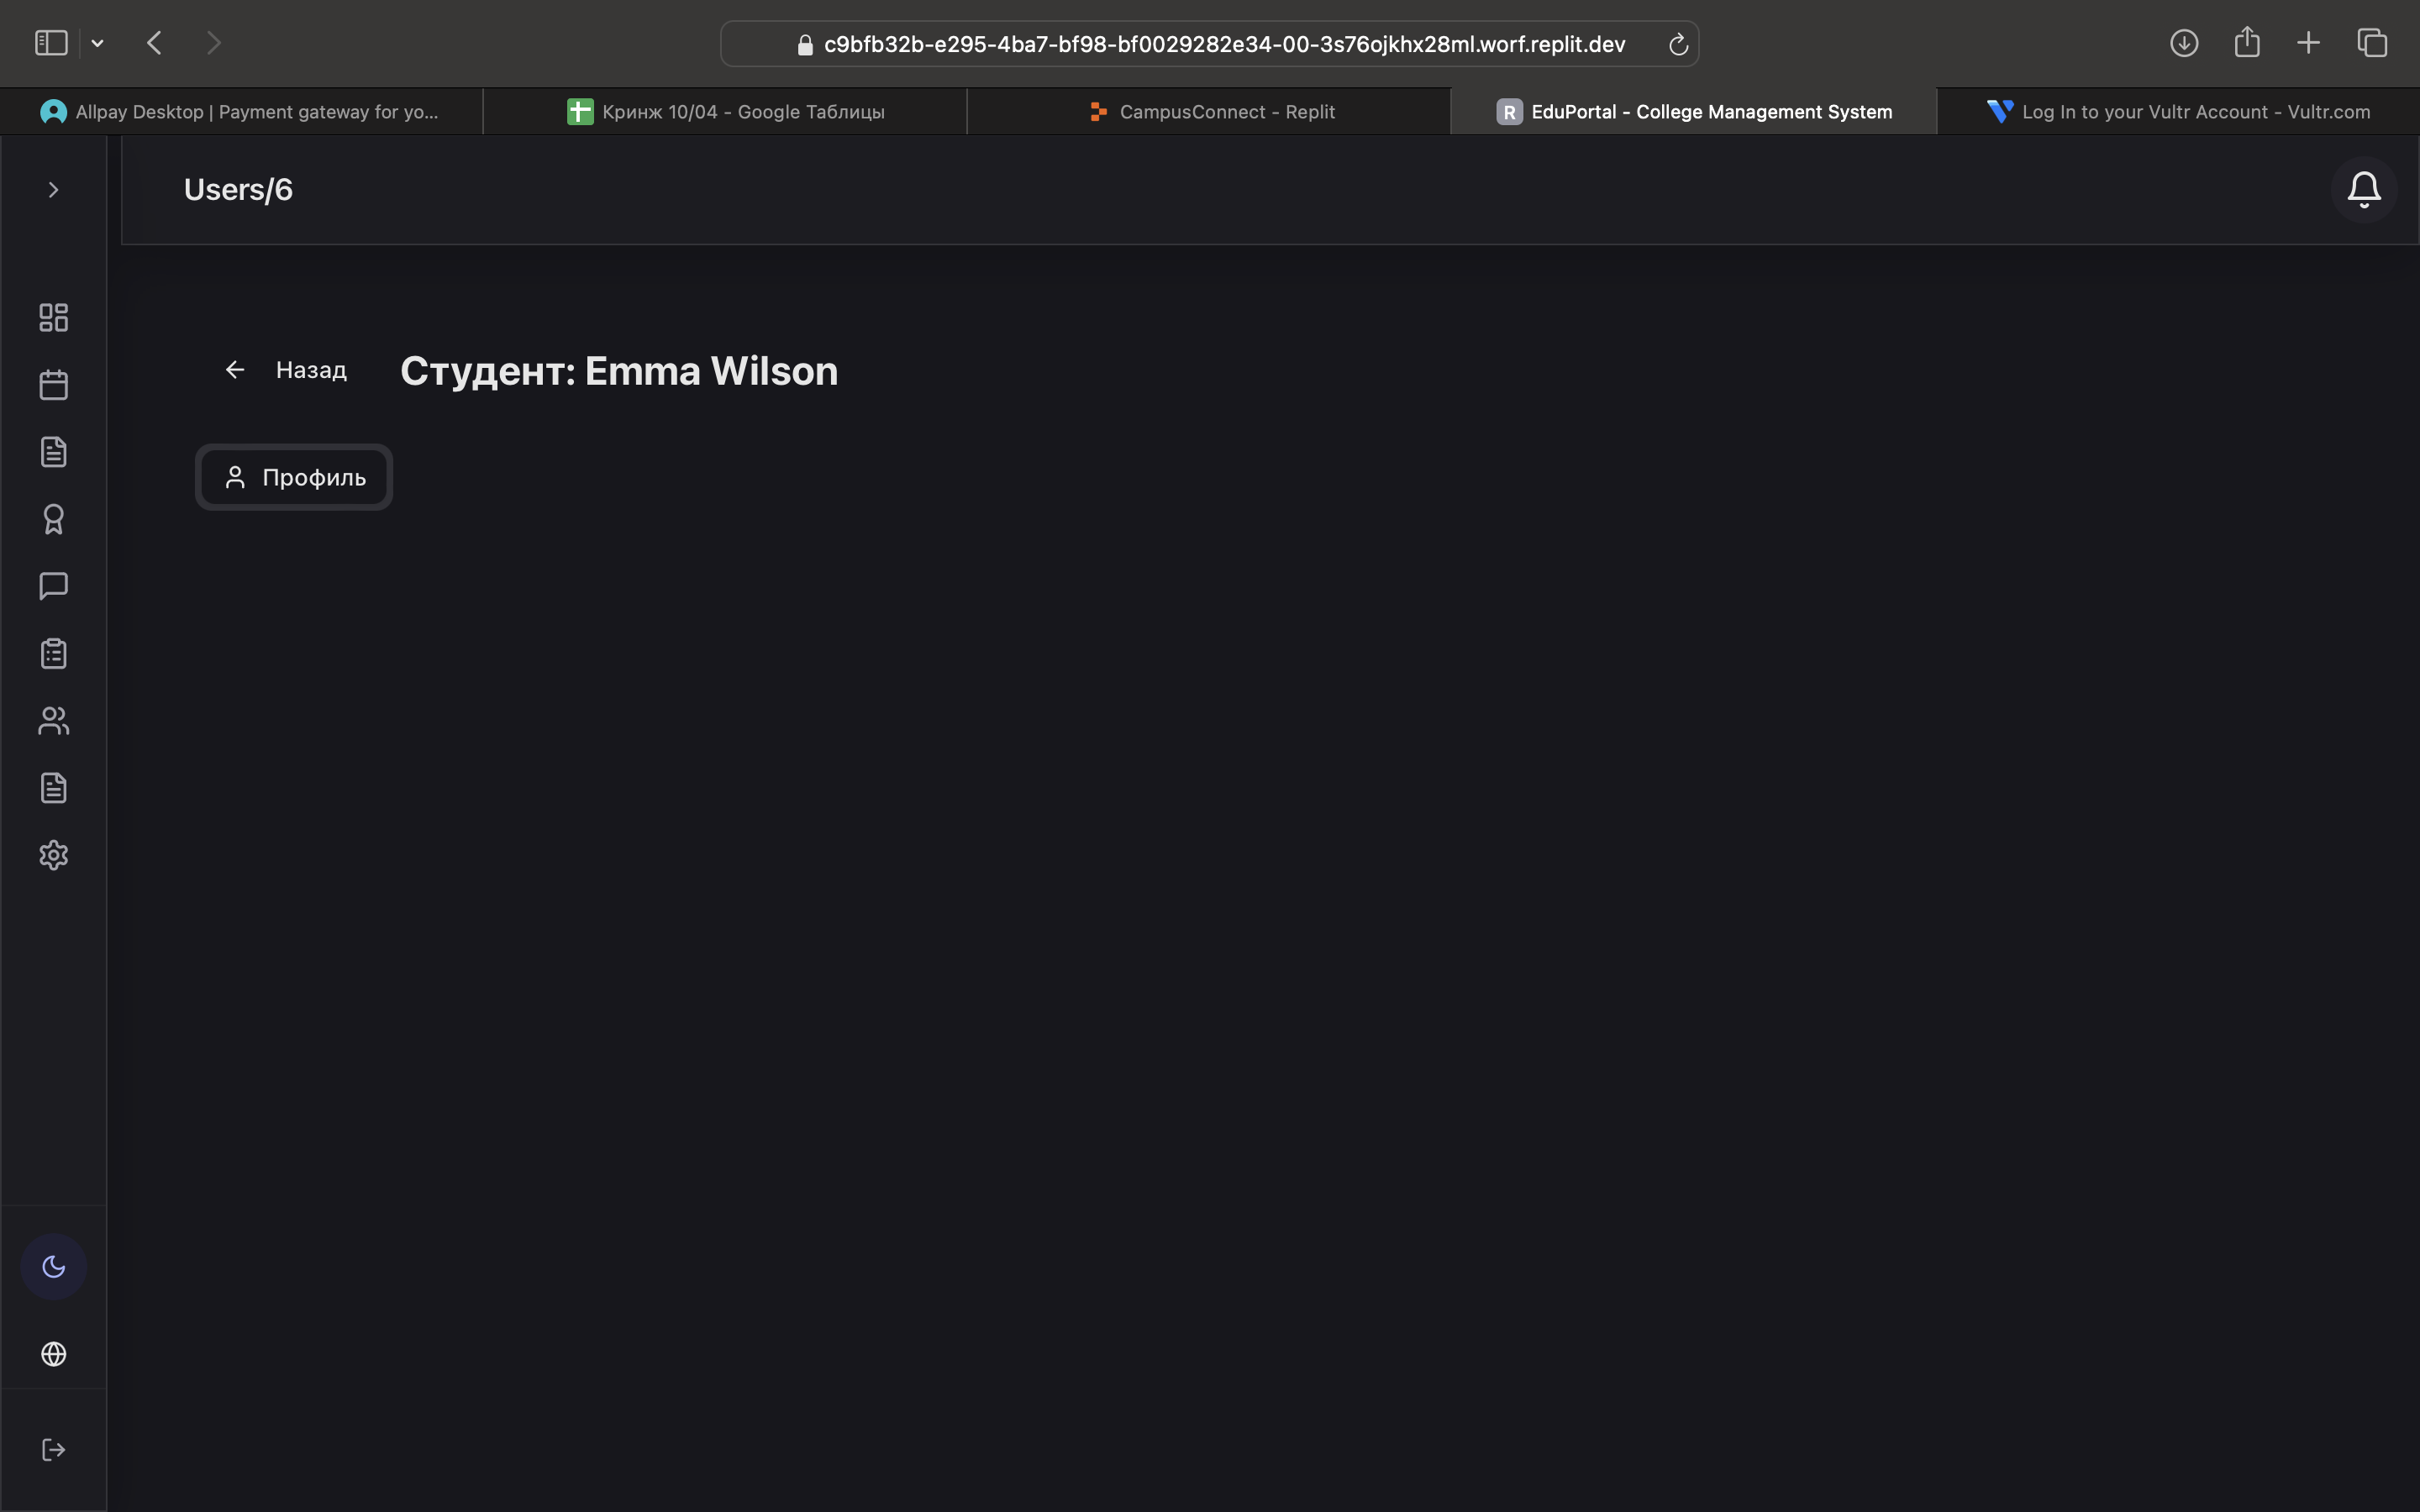 c9bfb32b-e295-4ba7-bf98-bf0029282e34-00-3s76ojkhx28ml.worf.replit.dev
Allpay Desktop | Payment gateway for yo...
Кринж 10/04 - Google Таблицы
CampusConnect - Replit
R EduPortal - College Management System
Log In to your Vultr Account - Vultr.com
Users/6
Назад
Студент: Emma Wilson
Профиль